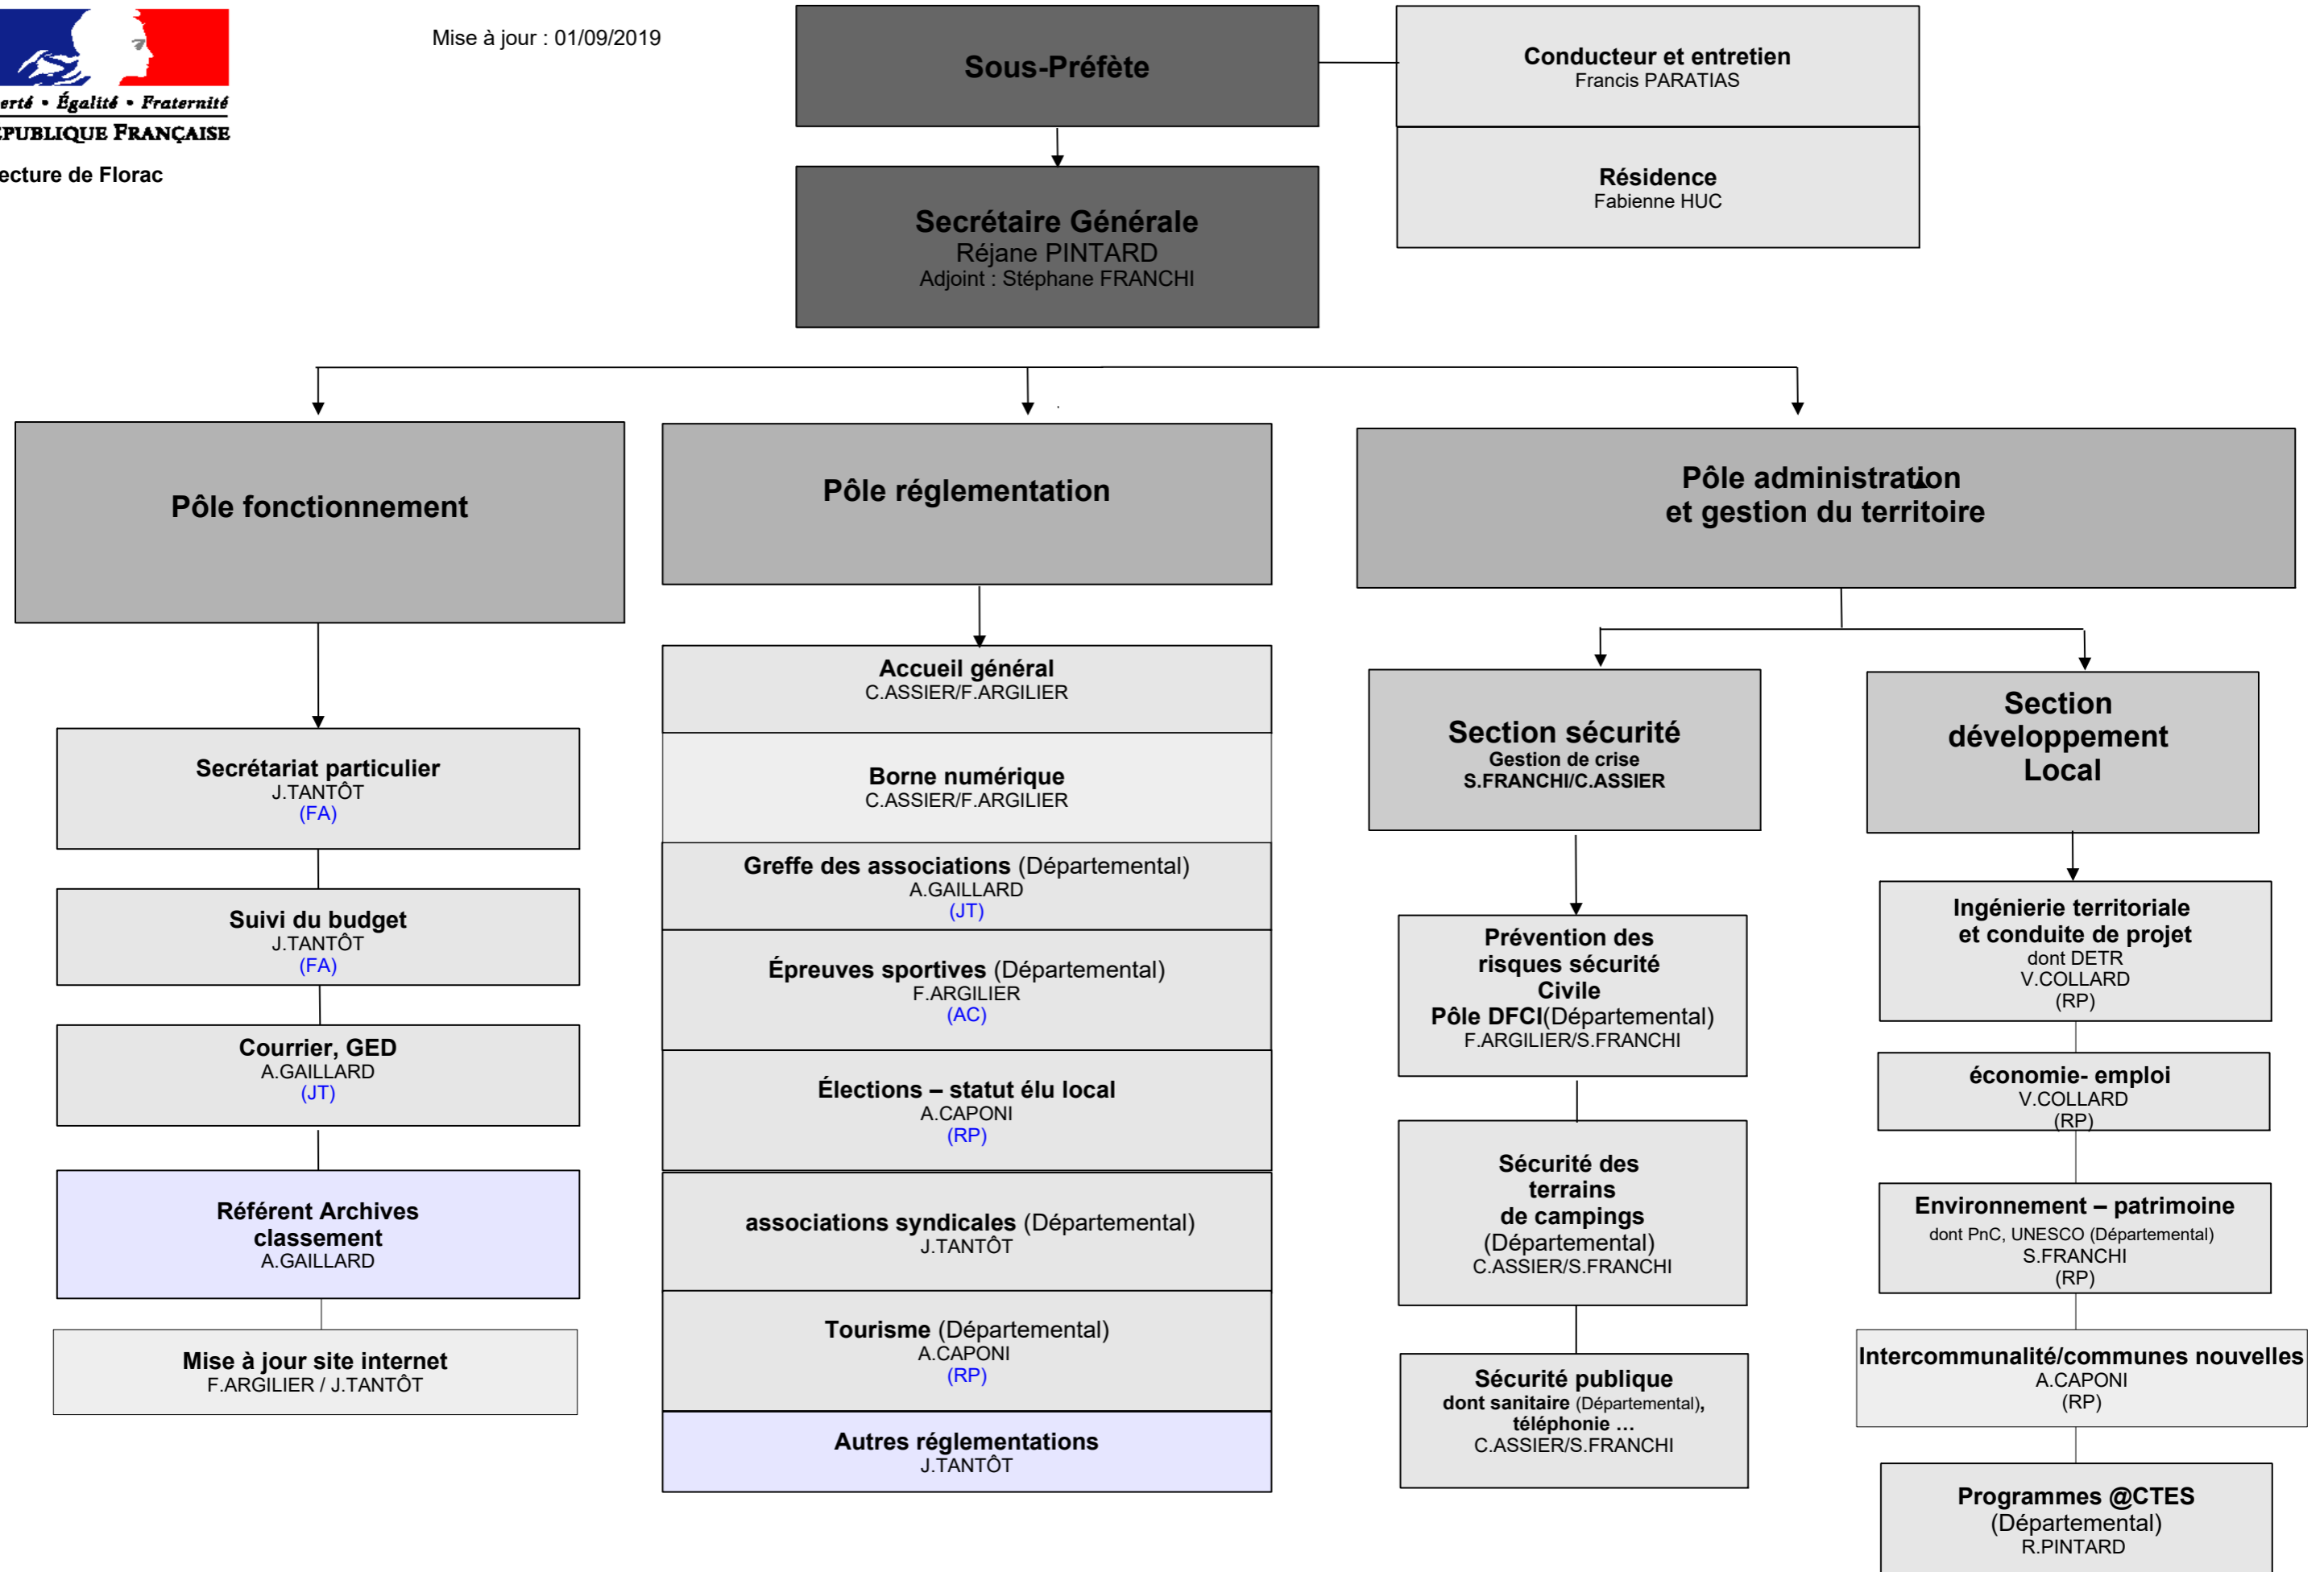 erté • Égalité • Fraternité
ÉPUBLIQUE FRANÇAISE
ecture de Florac
Mise à jour : 01/09/2019
Sous-Préfète
Conducteur et entretien
Francis PARATIAS
Résidence
Fabienne HUC
Secrétaire Générale
Réjane PINTARD
Adjoint : Stéphane FRANCHI
Pôle fonctionnement
Secrétariat particulier
J.TANTÔT
(FA)
Suivi du budget
J.TANTÔT
(FA)
Courrier, GED
A.GAILLARD
(JT)
Référent Archives
classement
A.GAILLARD
Mise à jour site internet
F.ARGILIER / J.TANTÔT
Pôle réglementation
Accueil général
C.ASSIER/F.ARGILIER
Borne numérique
C.ASSIER/F.ARGILIER
Greffe des associations (Départemental)
A.GAILLARD
(JT)
Épreuves sportives (Départemental)
F.ARGILIER
(AC)
Élections – statut élu local
A.CAPONI
(RP)
associations syndicales (Départemental)
J.TANTÔT
Tourisme (Départemental)
A.CAPONI
(RP)
Autres réglementations
J.TANTÔT
Pôle administration
et gestion du territoire
Section sécurité
Gestion de crise
S.FRANCHI/C.ASSIER
Prévention des
risques sécurité
Civile
Pôle DFCI(Départemental)
F.ARGILIER/S.FRANCHI
Sécurité des
terrains
de campings
(Départemental)
C.ASSIER/S.FRANCHI
Sécurité publique
dont sanitaire (Départemental),
téléphonie …
C.ASSIER/S.FRANCHI
Section
développement
Local
Ingénierie territoriale
et conduite de projet
dont DETR
V.COLLARD
(RP)
économie- emploi
V.COLLARD
(RP)
Environnement – patrimoine
dont PnC, UNESCO (Départemental)
S.FRANCHI
(RP)
Intercommunalité/communes nouvelles
A.CAPONI
(RP)
Programmes @CTES
(Départemental)
R.PINTARD